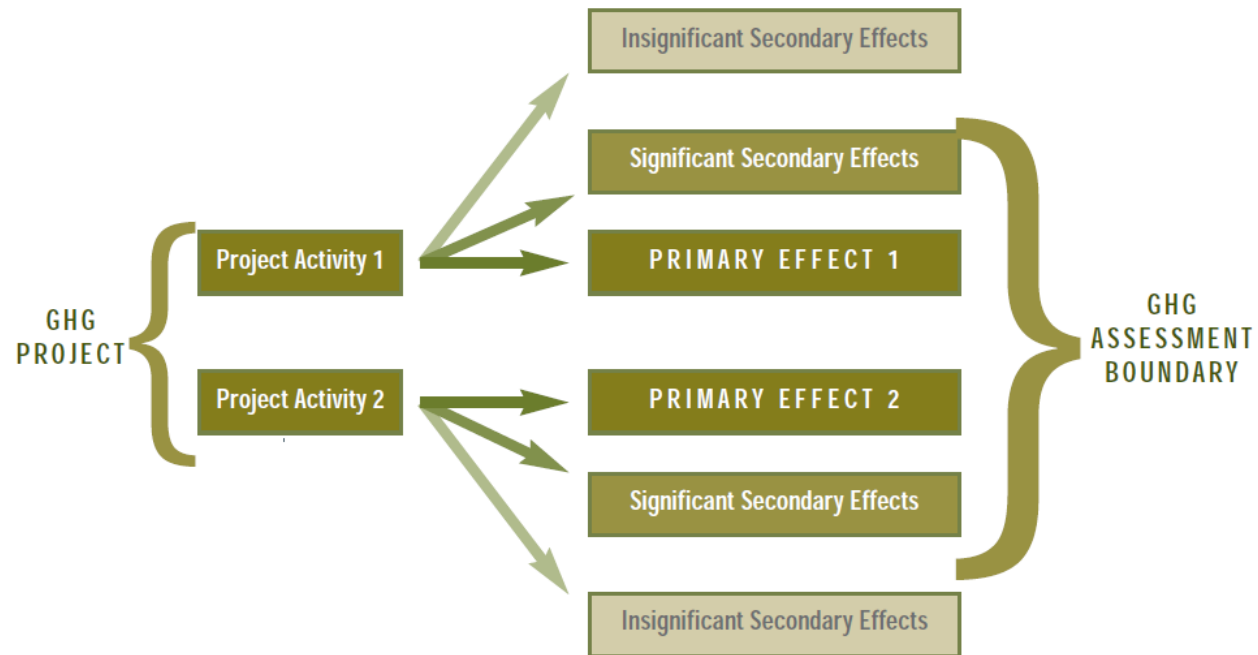 Insignificant Secondary Effects
Significant Secondary Effects
Project Activity 1
PRIMARY EFFECT 1
GHG
PROJECT
GHG
ASSESSMENT
BOUNDARY
Project Activity 2
PRIMARY EFFECT 2
Significant Secondary Effects
Insignificant Secondary Effects